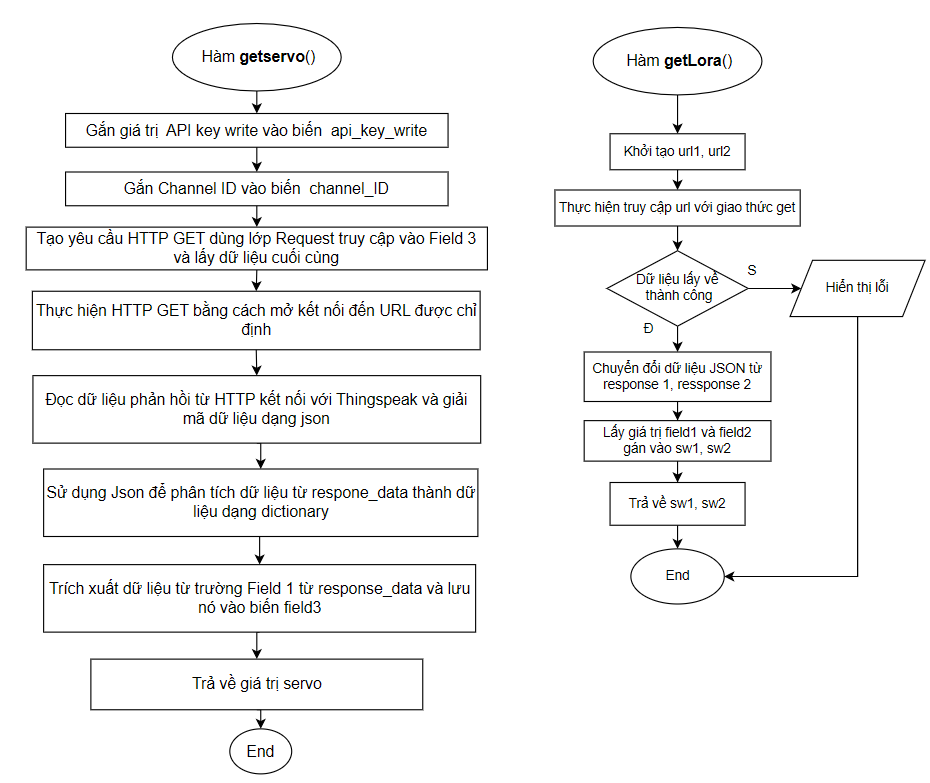 Hàm getservo()
Gắn giá trị API key write vào biến api_key_write
Gắn Channel ID vào biến channel_ID
Tạo yêu cầu HTTP GET dùng lớp Request truy cập vào Field 3
và lấy dữ liệu cuối cùng
Thực hiện HTTP GET bằng cách mở kết nối đến URL được chỉ
định
Đọc dữ liệu phản hồi từ HTTP kết nối với Thingspeak và giải
mã dữ liệu dạng json
Sử dụng Json để phân tích dữ liệu từ respone_data thành dữ
liệu dạng dictionary
Trích xuất dữ liệu từ trường Field 1 từ response_data và lưu
nó vào biến field3
Trả về giá trị servo
End
Hàm getLora()
Khởi tạo url1, url2
Thực hiện truy cập url với giao thức get
Dữ liệu lấy về
thành công
S
Hiển thị lỗi
Đ
Chuyển đổi dữ liệu JSON từ
response 1, ressponse 2
Lấy giá trị field1 và field2
gán vào sw1, sw2
Trả về sw1, sw2
End